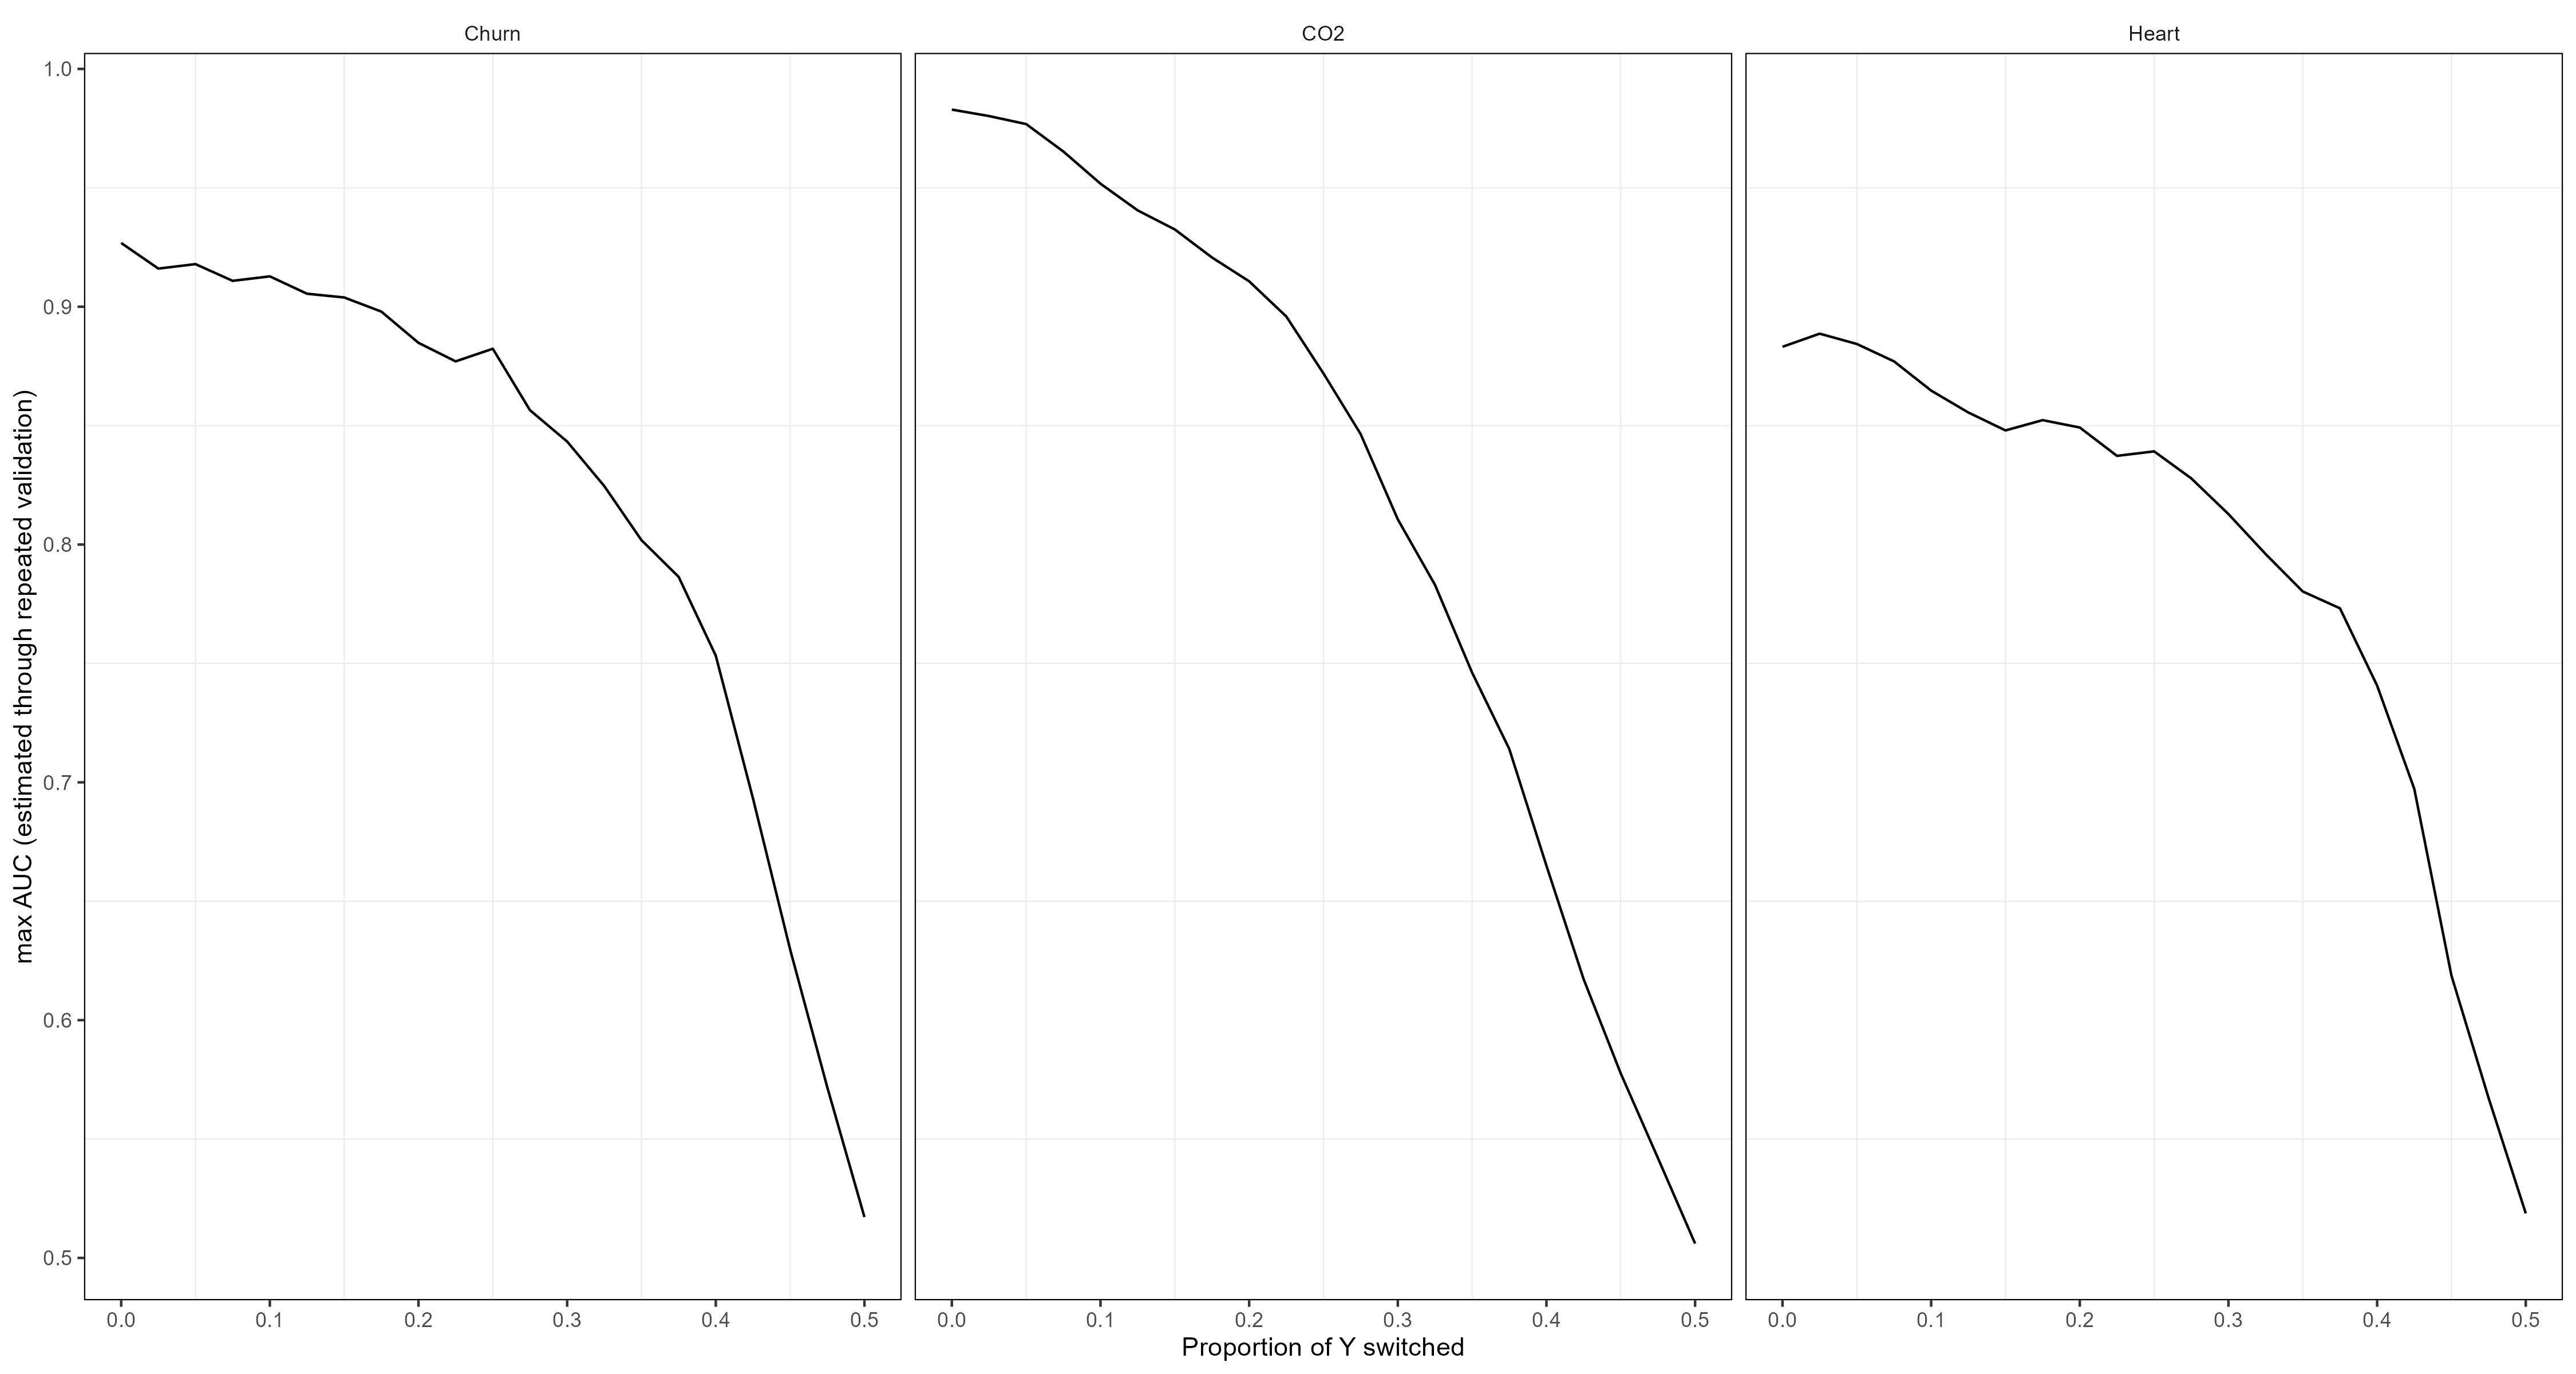 Churn
CO2
Heart
max AUC (estimated through repeated validation)
1.0
0.9
0.8
0.7
0.6
0.5
0.0 0.1 0.2 0.3 0.4 0.5
0.0 0.1 0.2 0.3 0.4 0.5
0.0 0.1 0.2 0.3 0.4 0.5
Proportion of Y switched